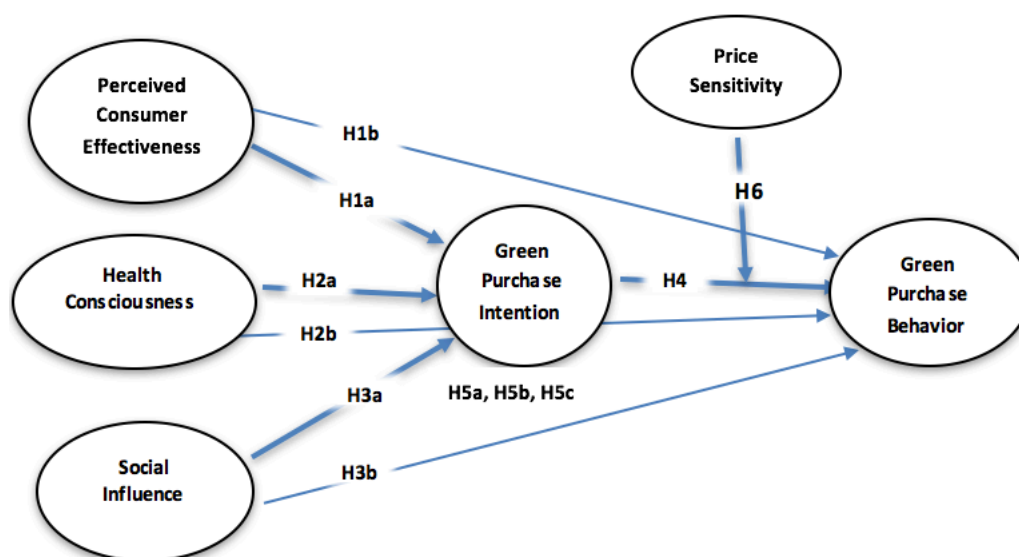 Perceived
Consumer
Effectiveness
Price
Sensitivity
H1b
H1a
H6
Health
Consciousness
H2a
H2b
Green
Purchase
Intention
H4
Green
Purchase
Behavior
H3a
H5a, H5b, H5c
H3b
Social
Influence